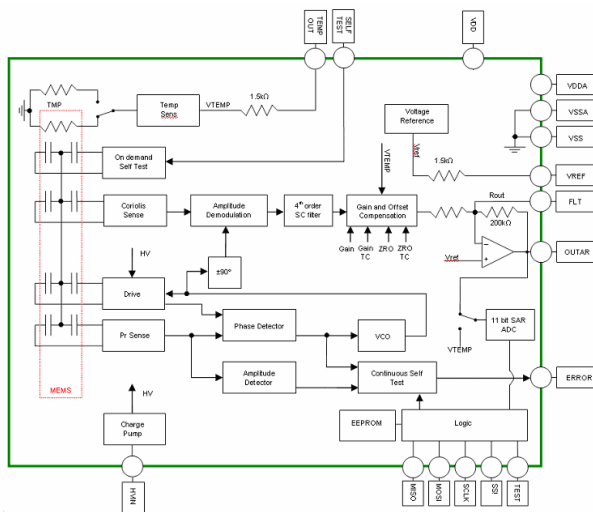 TEMP
OUT
SELF
TEST
VDD
VDDA
VSSA
VSS
TMP
Temp
Sens
VTEMP
1.5kΩ
Voltage
Reference
Vref
1.5kΩ
VREF
On demand
Self Test
VTEMP
FLT
Coriolis
Sense
Amplitude
Demodulation
4th order
SC filter
Gain and Offset
Compensation
Rout
200kΩ
Gain
Gain
TC
ZRO
ZRO
TC
Vref
OUTAR
HV
±90°
Drive
Pr Sense
Phase Detector
VCO
11 bit SAR
ADC
VTEMP
MEMS
HV
Amplitude
Detector
Continuous Self
Test
ERROR
Charge
Pump
EEPROM
Logic
HVIN
MISO
MOSI
SCLK
SSI
TEST